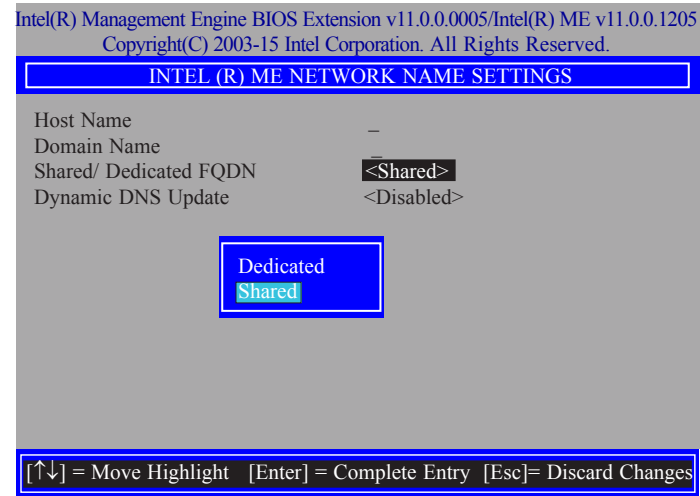 Intel(R) Management Engine BIOS Extension v11.0.0.0005/Intel(R) ME v11.0.0.1205
Copyright(C) 2003-15 Intel Corporation. All Rights Reserved.
INTEL (R) ME NETWORK NAME SETTINGS
Host Name _
Domain Name _
Shared/ Dedicated FQDN <Shared>
Dynamic DNS Update <Disabled>
Dedicated
Shared
[↑↓] = Move Highlight [Enter] = Complete Entry [Esc]= Discard Changes